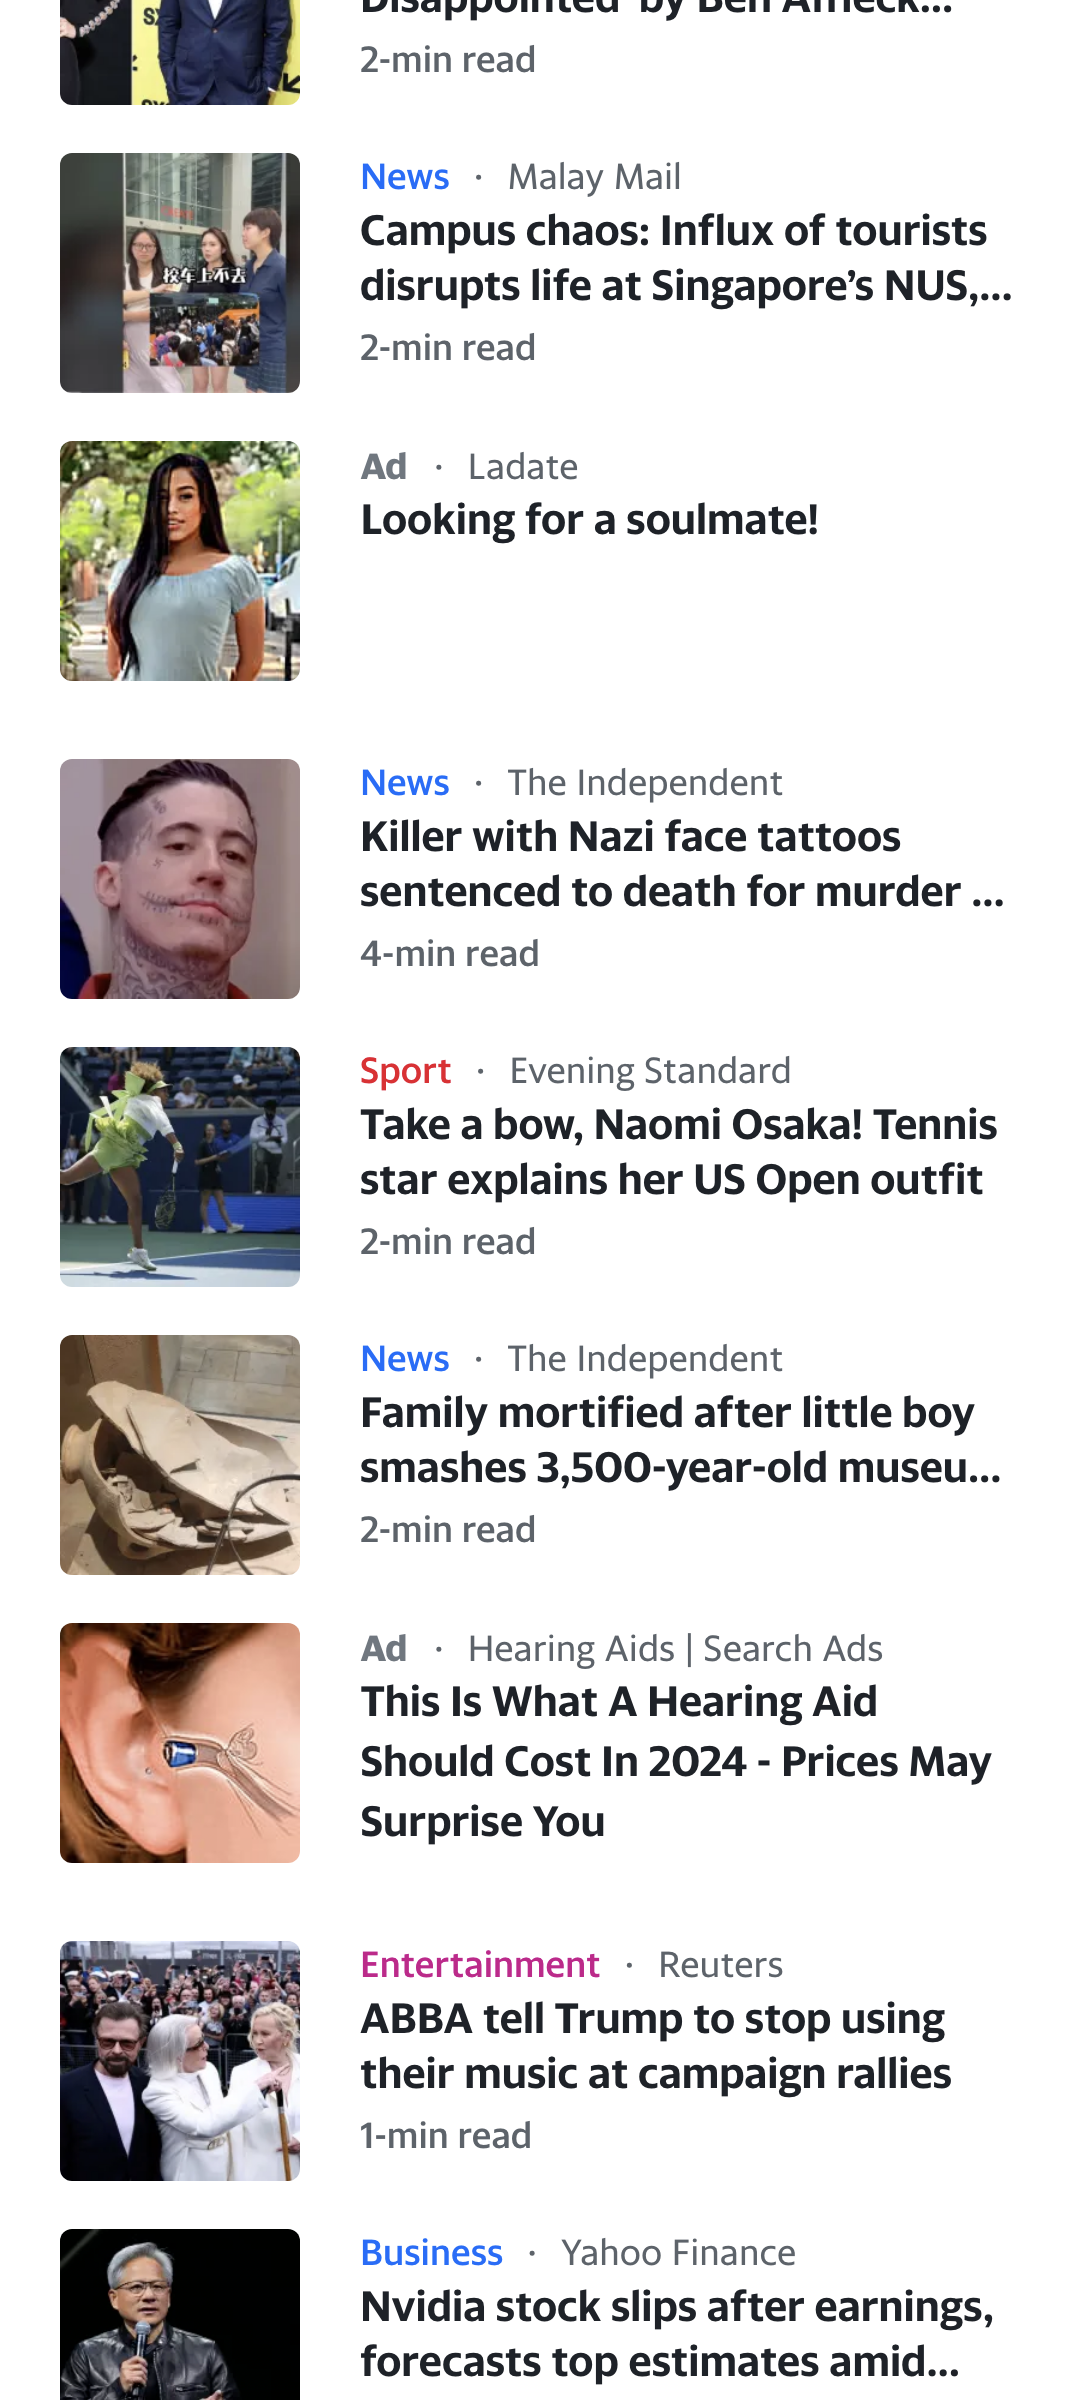 Disappointed' by Ben Affleck...
2-min read
News · Malay Mail
Campus chaos: Influx of tourists
disrupts life at Singapore’s NUS,...
2-min read
校车上不去
Ad · Ladate
Looking for a soulmate!
News · The Independent
Killer with Nazi face tattoos
sentenced to death for murder ...
4-min read
Sport · Evening Standard
Take a bow, Naomi Osaka! Tennis
star explains her US Open outfit
2-min read
News · The Independent
Family mortified after little boy
smashes 3,500-year-old museu...
2-min read
Ad · Hearing Aids | Search Ads
This Is What A Hearing Aid
Should Cost In 2024 - Prices May
Surprise You
Entertainment · Reuters
ABBA tell Trump to stop using
their music at campaign rallies
1-min read
Business · Yahoo Finance
Nvidia stock slips after earnings,
forecasts top estimates amid...